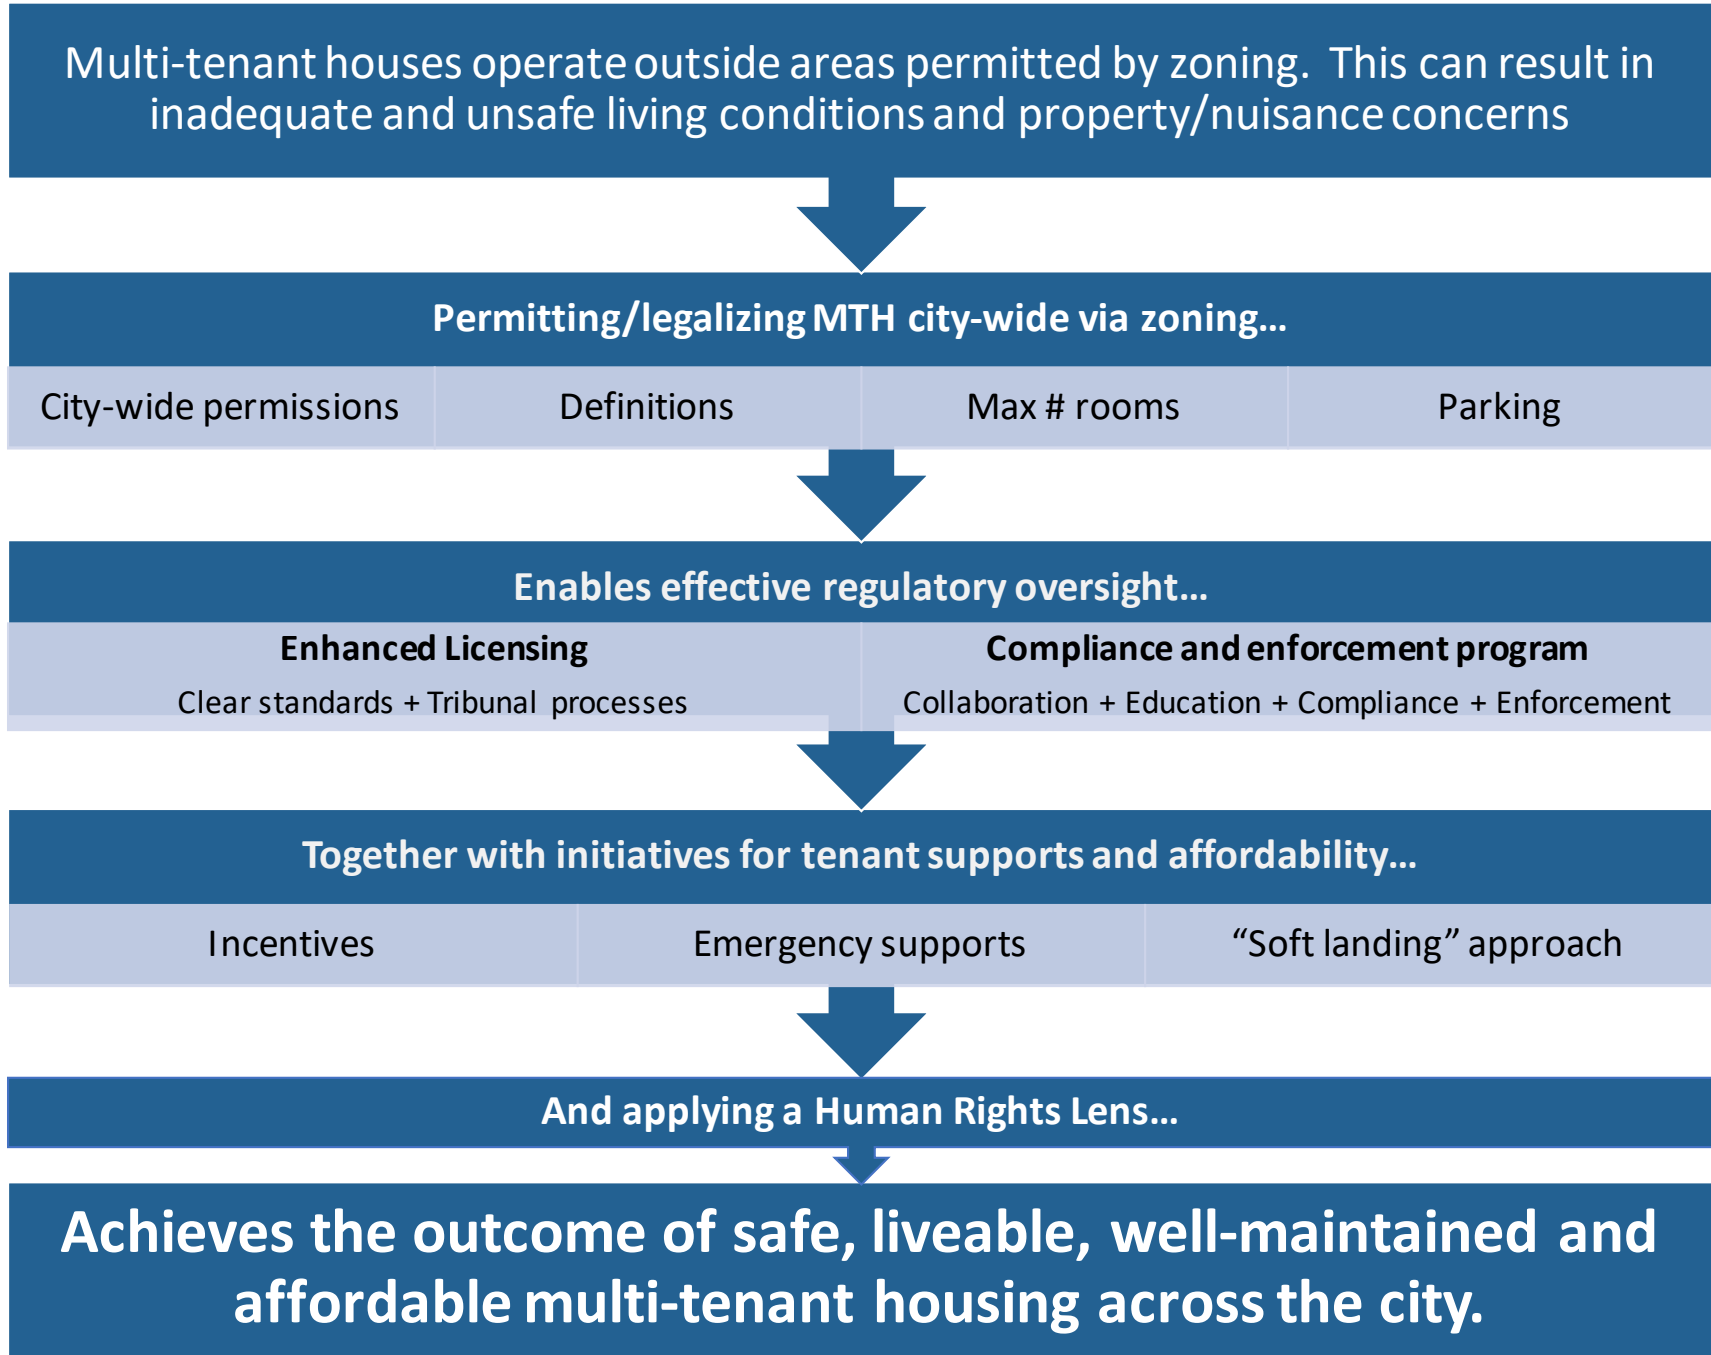 Multi-tenant houses operate outside areas permitted by zoning. This can result in
inadequate and unsafe living conditions and property/nuisance concerns
Permitting/legalizing MTH city-wide via zoning…
City-wide permissions
Definitions
Max # rooms
Parking
Enables effective regulatory oversight…
Enhanced Licensing
Clear standards + Tribunal processes
Compliance and enforcement program
Collaboration + Education + Compliance + Enforcement
Together with initiatives for tenant supports and affordability…
Incentives
Emergency supports
“Soft landing” approach
And applying a Human Rights Lens…
Achieves the outcome of safe, liveable, well-maintained and
affordable multi-tenant housing across the city.